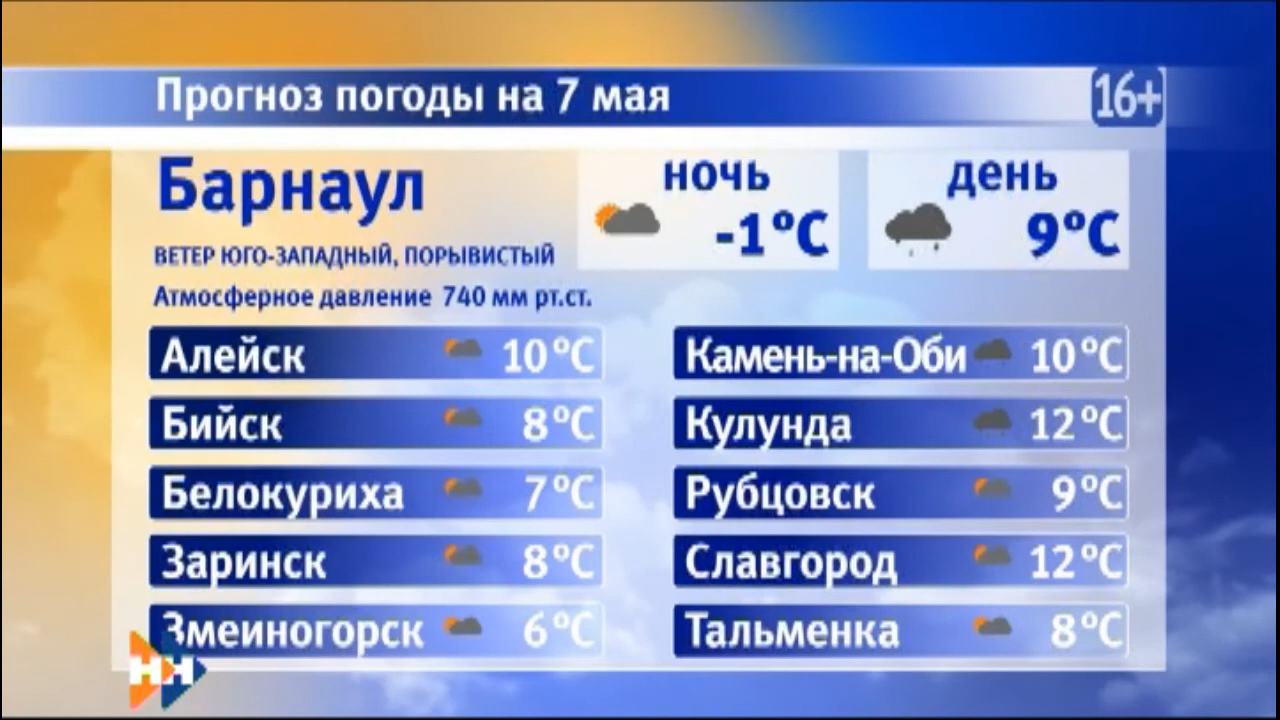 Прогноз погоды на 7 мая
16+
Барнаул
ВЕТЕР ЮГО-ЗАПАДНЫЙ, ПОРЫВИСТЫЙ
Атмосферное давление 740 мм рт.ст.
ночь
-1°C
день
9°C
Алейск 10°C
Бийск 8°C
Белокуриха 7°C
Заринск 8°C
Змеиногорск 6°C
Камень-на-Оби 10°C
Кулунда 12°C
Рубцовск 9°C
Славгород 12°C
Тальменка 8°C
НН